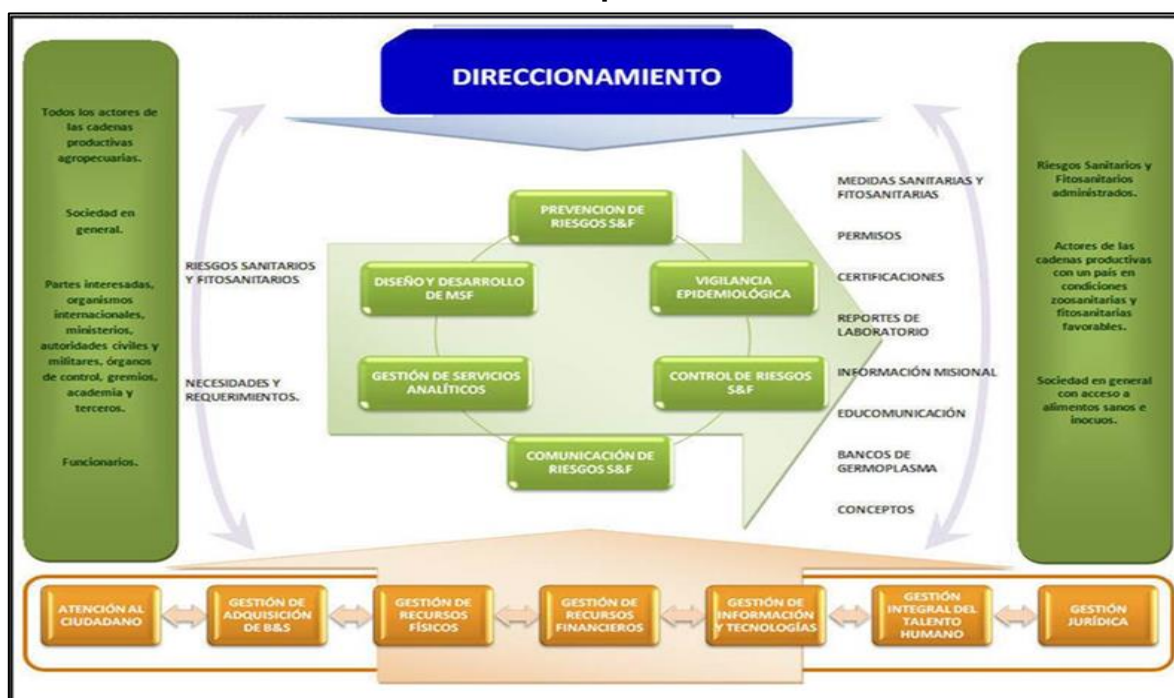 DIRECCIONAMIENTO
Todos los actores de
las cadenas
productivas
agropecuarias.
Sociedad en
general.
Partes interesadas,
organismos
internacionales,
ministerios,
autoridades civiles y
militares, órganos
de control, gremios,
academia y
terceros.
Funcionarios.
RIESGOS SANITARIOS
Y FITOSANITARIOS
NECESIDADES Y
REQUERIMIENTOS.
PREVENCION DE
RIESGOS S&F
DISEÑO Y DESARROLLO
DE MSF
VIGILANCIA
EPIDEMIOLÓGICA
GESTIÓN DE SERVICIOS
ANALÍTICOS
CONTROL DE RIESGOS
S&F
COMUNICACIÓN DE
RIESGOS S&F
MEDIDAS SANITARIAS Y
FITOSANITARIAS
PERMISOS
CERTIFICACIONES
REPORTES DE
LABORATORIO
INFORMACIÓN MISIONAL
EDUCOMUNICACIÓN
BANCOS DE
GERMOPLASMA
CONCEPTOS
Riesgos Sanitarios y
Fitosanitarios
administrados.
Actores de las
cadenas productivas
con un país en
condiciones
zoosanitarias y
fitosanitarias
favorables.
Sociedad en general
con acceso a
alimentos sanos e
inocuos.
ATENCIÓN AL
CIUDADANO
GESTIÓN DE
ADQUISICIÓN
DE B&S
GESTIÓN DE
RECURSOS
FÍSICOS
GESTIÓN DE
RECURSOS
FINANCIEROS
GESTIÓN DE
INFORMACIÓN
Y TECNOLOGÍAS
GESTIÓN
INTEGRAL DEL
TALENTO
HUMANO
GESTIÓN
JURÍDICA